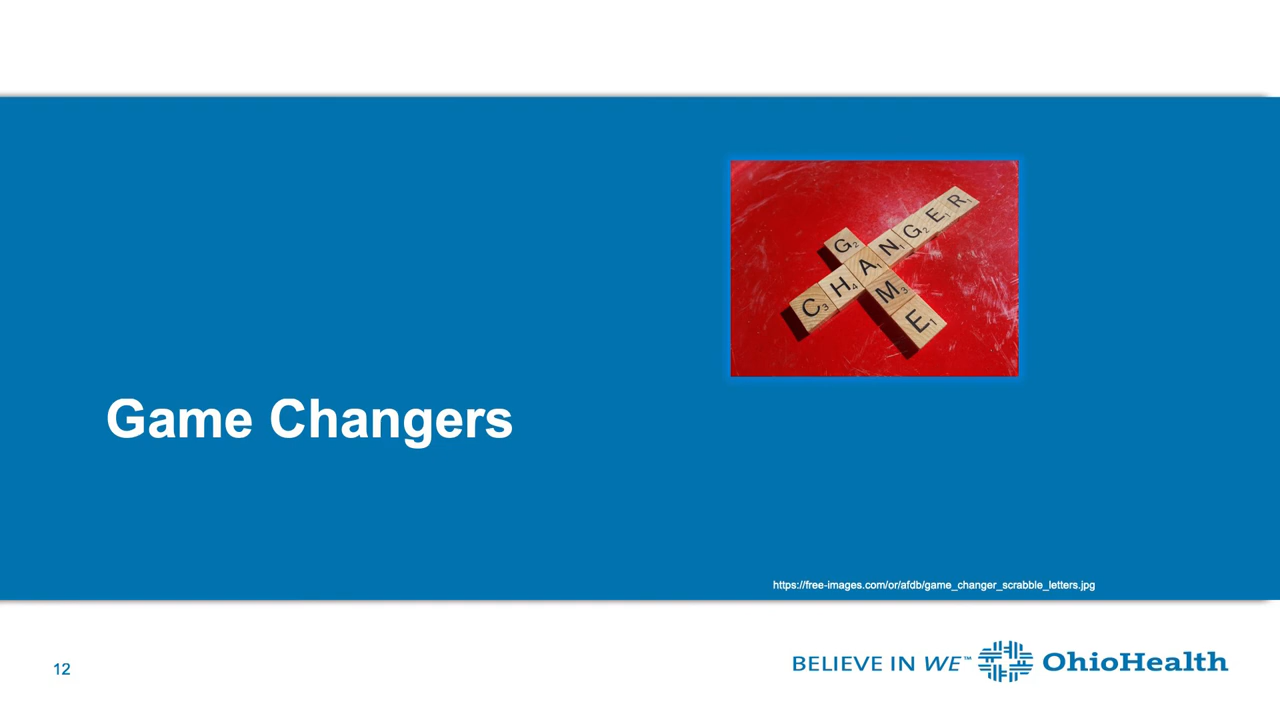 CHANGER
GAME
Game Changers
https://free-images.com/or/afdb/game_changer_scrabble_letters.jpg
12
BELIEVE IN WE™ OhioHealth